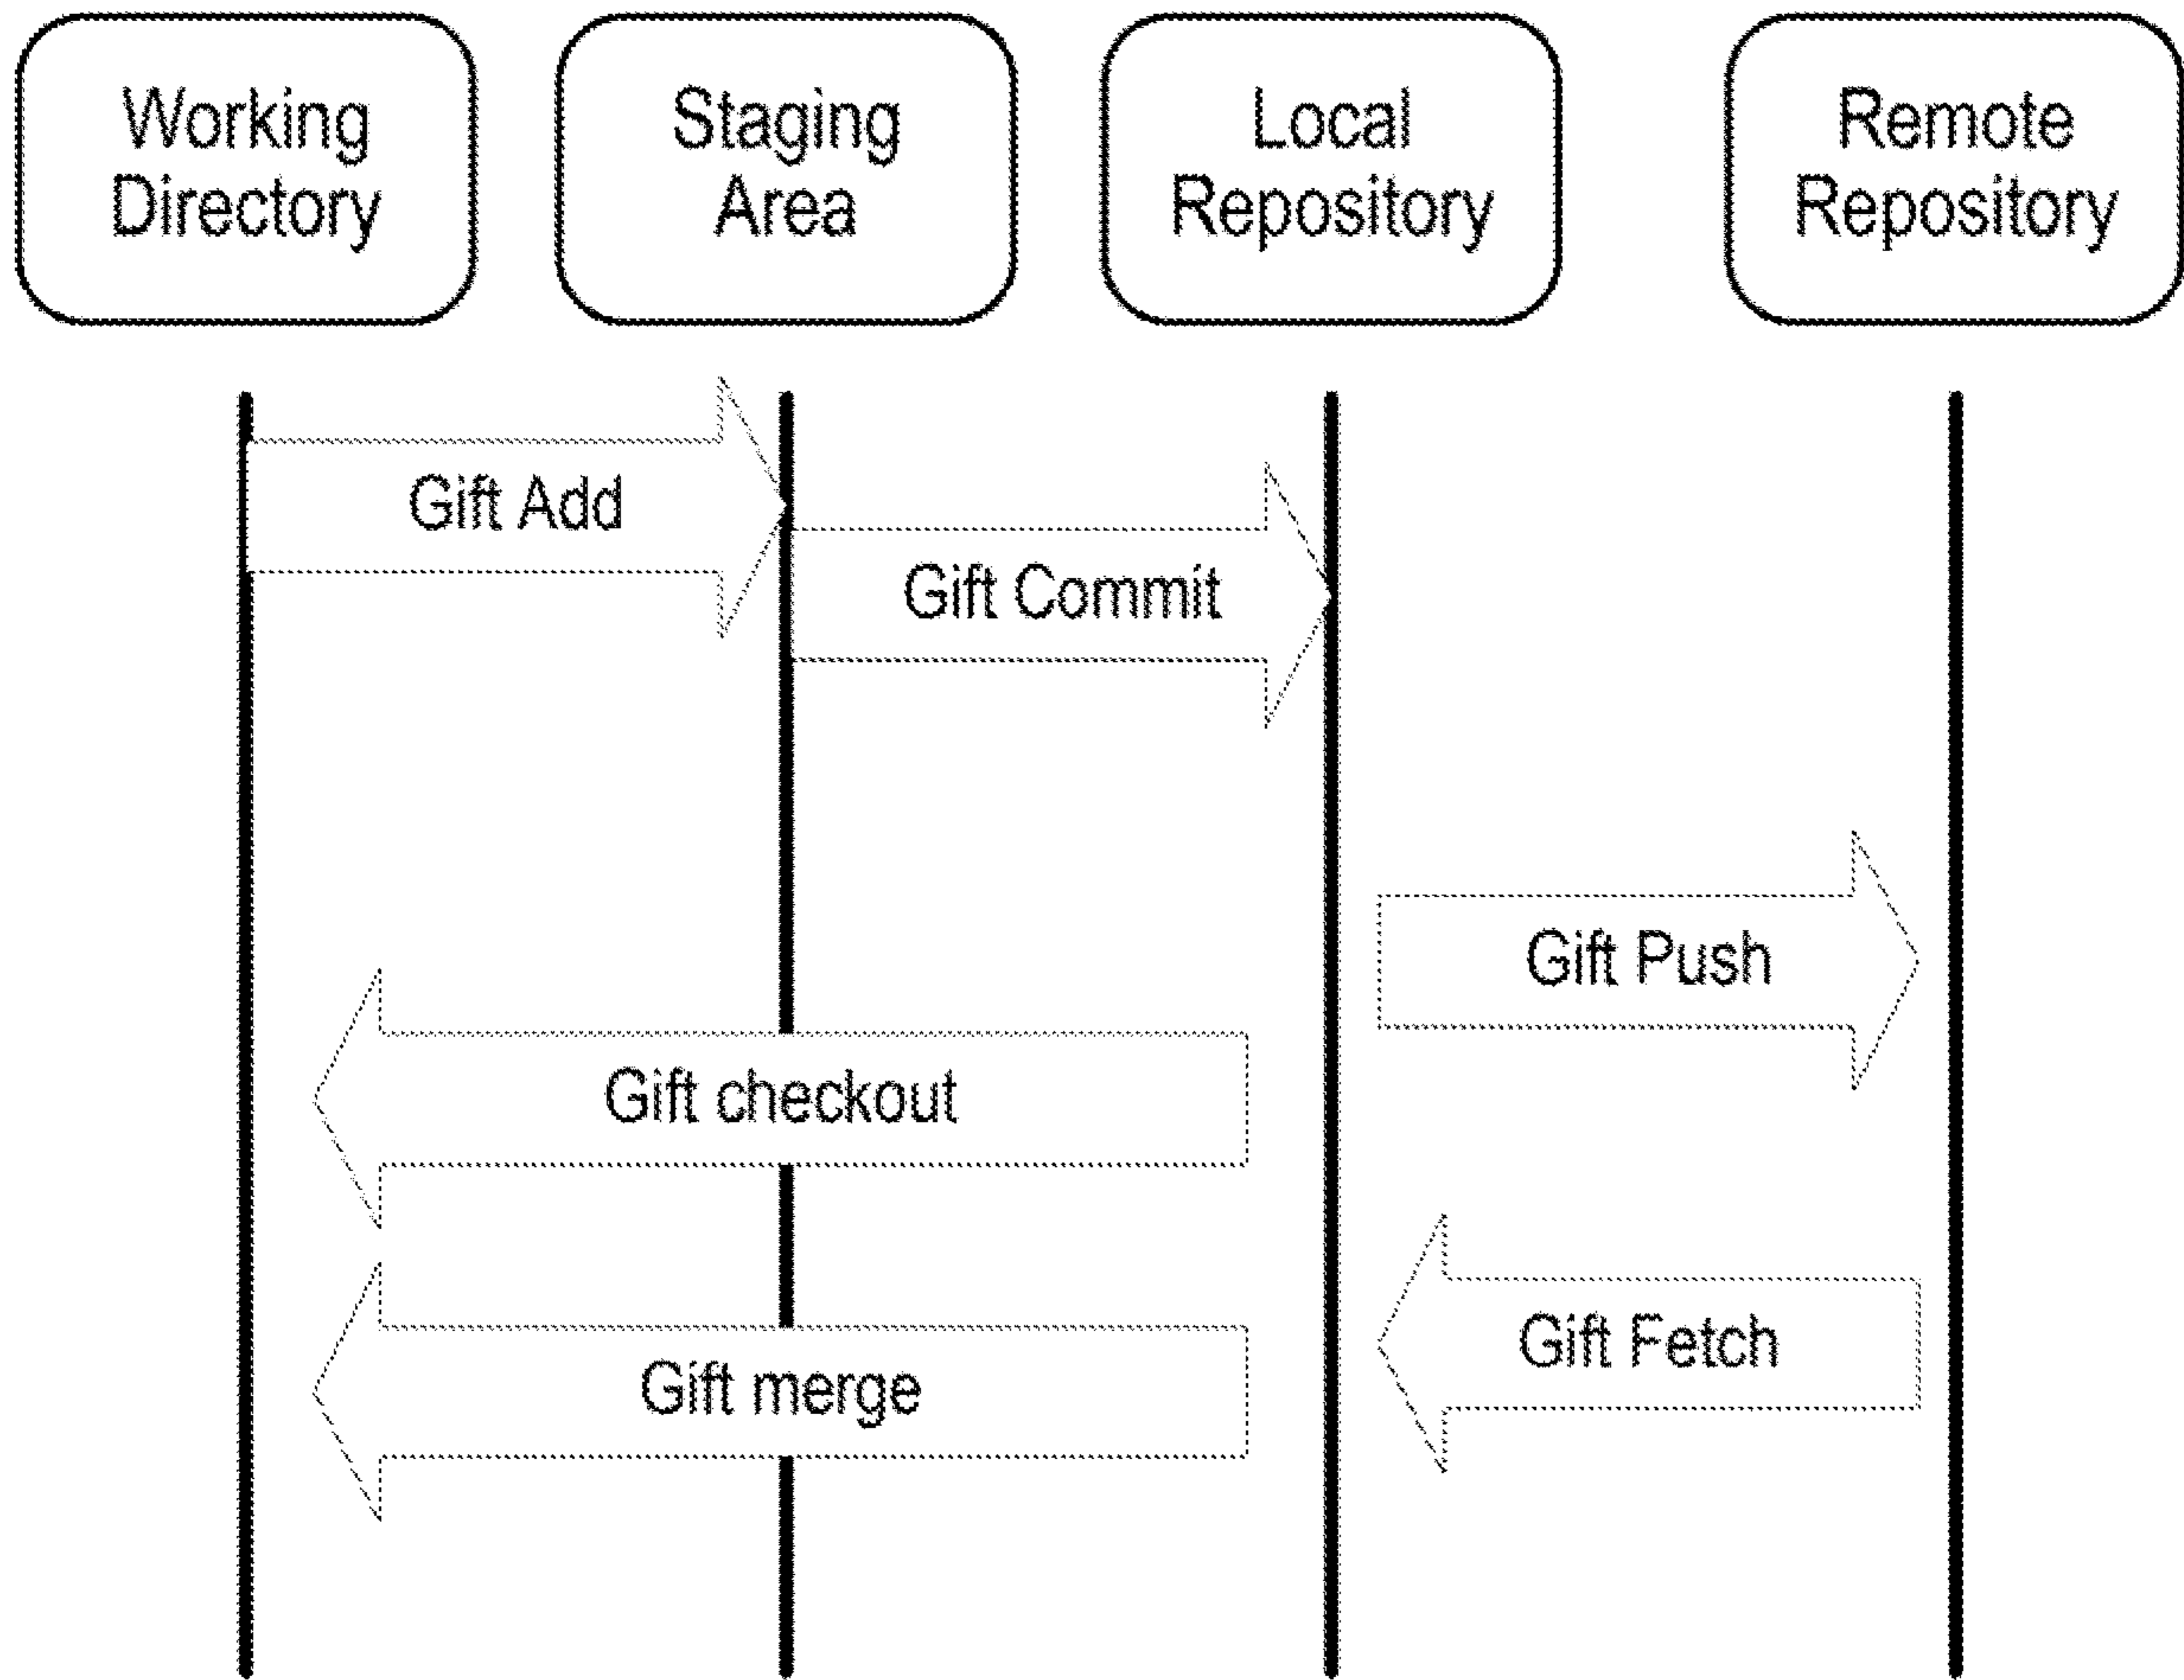 Working
Directory
Staging
Area
Local
Repository
Remote
Repository
Gift Add
Gift Commit
Gift Push
Gift checkout
Gift Fetch
Gift merge